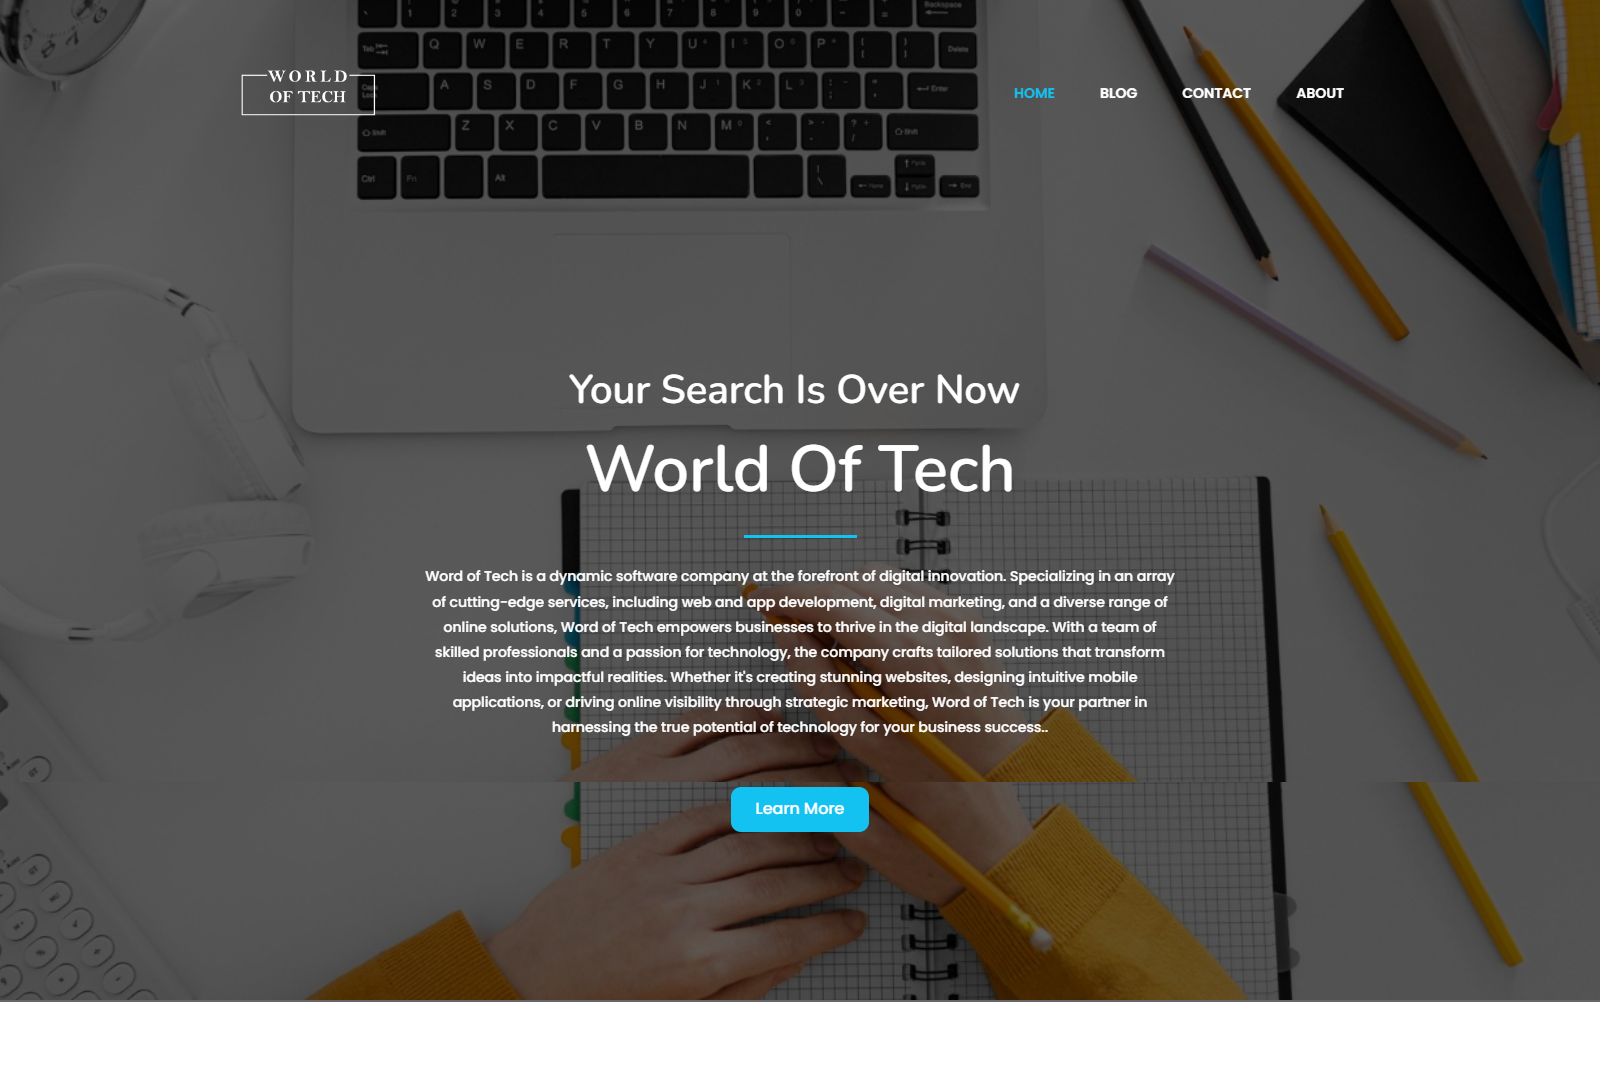 WORLD
OF TECH
HOME BLOG CONTACT ABOUT
Your Search Is Over Now
World Of Tech
Word of Tech is a dynamic software company at the forefront of digital innovation. Specializing in an array
of cutting-edge services, including web and app development, digital marketing, and a diverse range of
online solutions, Word of Tech empowers businesses to thrive in the digital landscape. With a team of
skilled professionals and a passion for technology, the company crafts tailored solutions that transform
ideas into impactful realities. Whether it's creating stunning websites, designing intuitive mobile
applications, or driving online visibility through strategic marketing, Word of Tech is your partner in
harnessing the true potential of technology for your business success..
Learn More